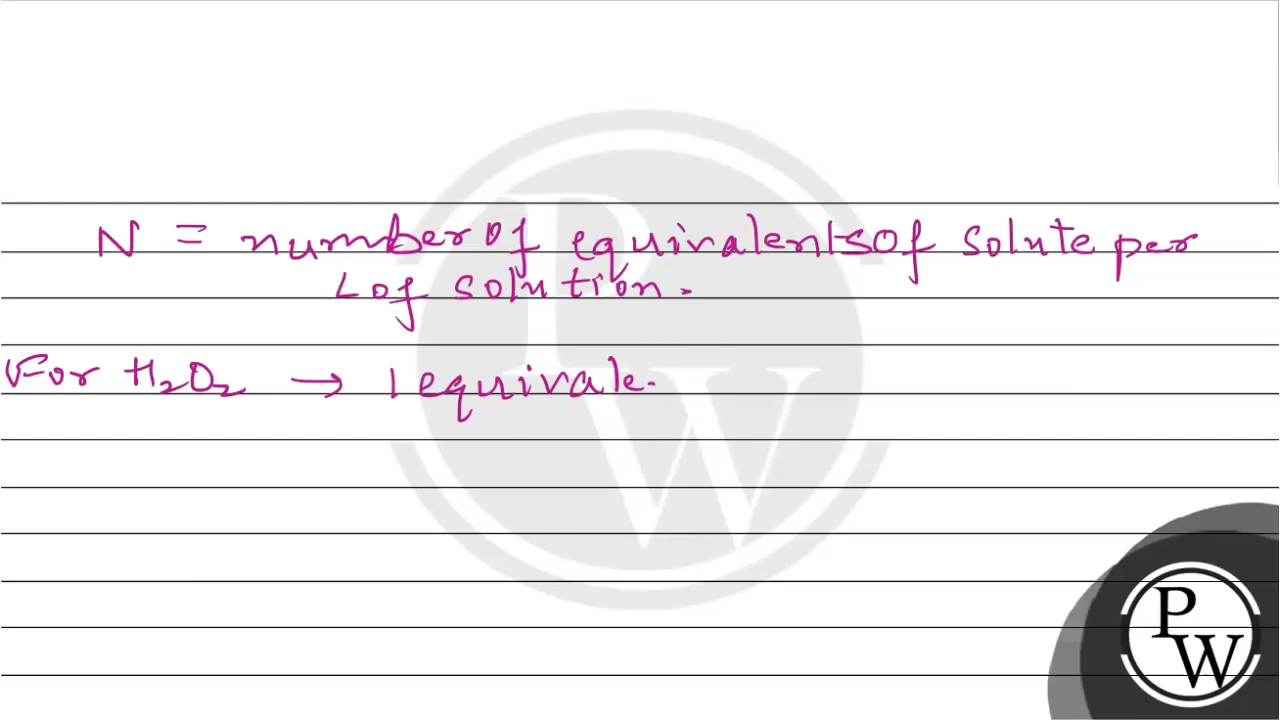 N = number of equivalents of solute per
L of solution.
For H₂O₂ → 1 equivale.
P
W
P
W